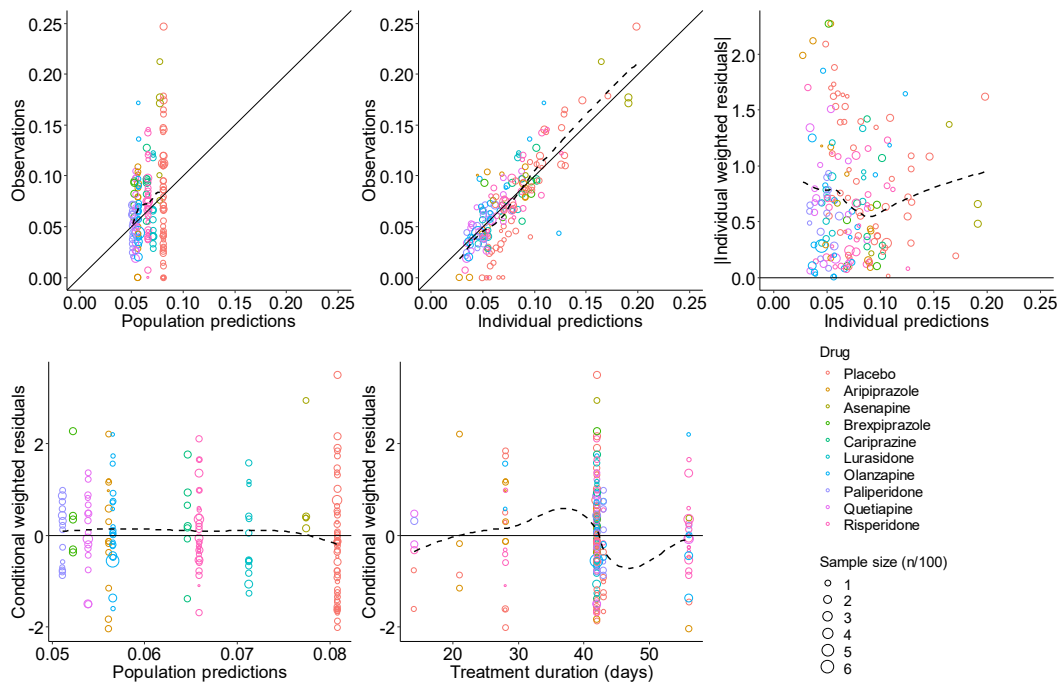 Observations
0.25
0.20
0.15
0.10
0.05
0.00
0.00 0.05 0.10 0.15 0.20 0.25
Population predictions
Observations
0.25
0.20
0.15
0.10
0.05
0.00
0.00 0.05 0.10 0.15 0.20 0.25
Individual predictions
|Individual weighted residuals|
2.0
1.5
1.0
0.5
0.0
0.00 0.05 0.10 0.15 0.20 0.25
Individual predictions
Conditional weighted residuals
2
0
-2
0.05 0.06 0.07 0.08
Population predictions
Conditional weighted residuals
2
0
-2
20 30 40 50
Treatment duration (days)
Drug
Placebo
Aripiprazole
Asenapine
Brexpiprazole
Cariprazine
Lurasidone
Olanzapine
Paliperidone
Quetiapine
Risperidone
Sample size (n/100)
1
2
3
4
5
6